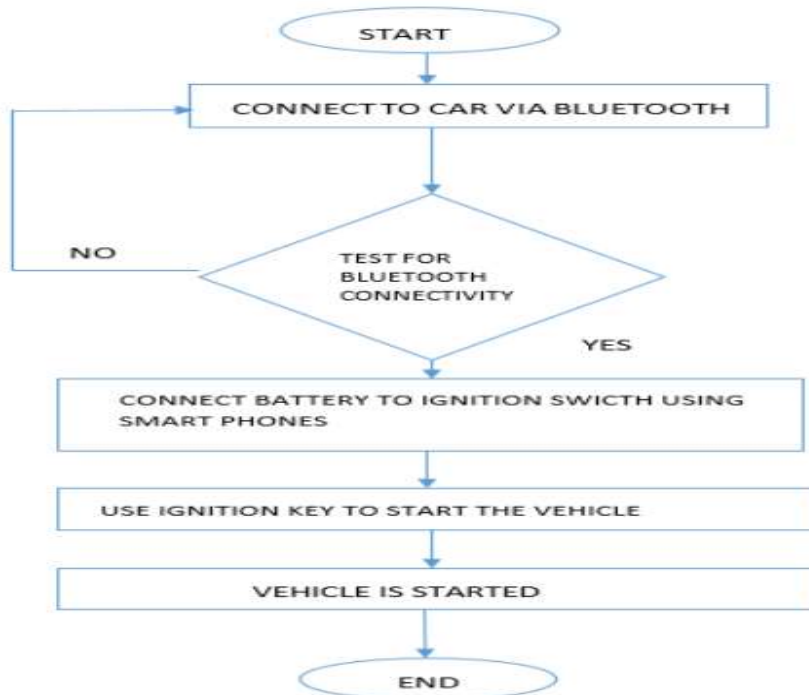 START
CONNECT TO CAR VIA BLUETOOTH
TEST FOR
BLUETOOTH
CONNECTIVITY
NO
YES
CONNECT BATTERY TO IGNITION SWICTH USING
SMART PHONES
USE IGNITION KEY TO START THE VEHICLE
VEHICLE IS STARTED
END